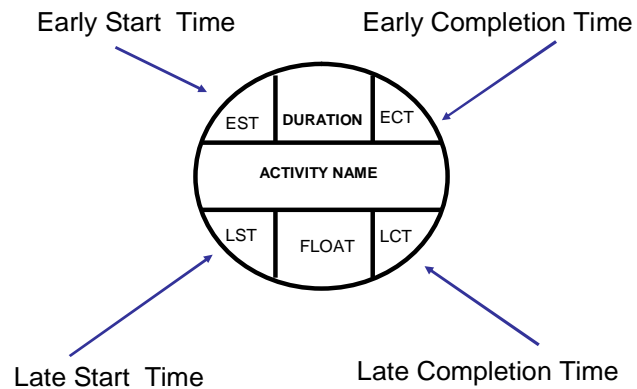 Early Start Time
Early Completion Time
EST
DURATION
ECT
ACTIVITY NAME
LST
FLOAT
LCT
Late Start Time
Late Completion Time